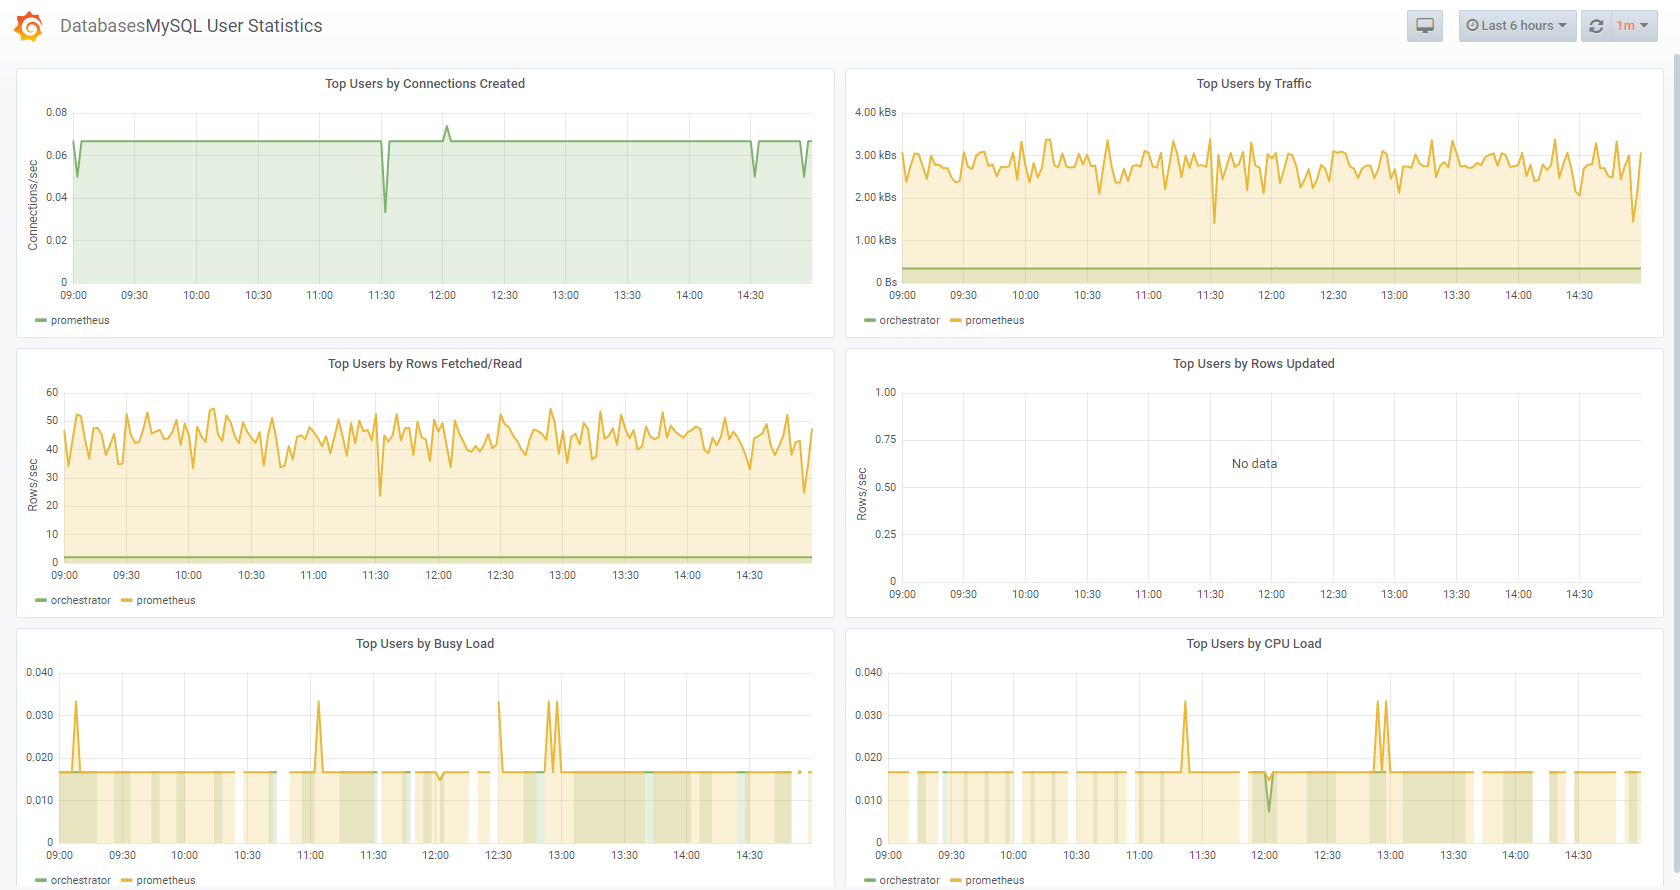 DatabasesMySQL User Statistics
Last 6 hours
1m
Top Users by Connections Created
Connections/sec
0.08
0.06
0.04
0.02
0
09:00 09:30 10:00 10:30 11:00 11:30 12:00 12:30 13:00 13:30 14:00 14:30
prometheus
Top Users by Traffic
4.00 kBs
3.00 kBs
2.00 kBs
1.00 kBs
0 Bs
09:00 09:30 10:00 10:30 11:00 11:30 12:00 12:30 13:00 13:30 14:00 14:30
orchestrator prometheus
Top Users by Rows Fetched/Read
Rows/sec
60
50
40
30
20
10
0
09:00 09:30 10:00 10:30 11:00 11:30 12:00 12:30 13:00 13:30 14:00 14:30
orchestrator prometheus
Top Users by Rows Updated
Rows/sec
1.00
0.75
0.50
0.25
0
No data
09:00 09:30 10:00 10:30 11:00 11:30 12:00 12:30 13:00 13:30 14:00 14:30
Top Users by Busy Load
0.040
0.030
0.020
0.010
0
09:00 09:30 10:00 10:30 11:00 11:30 12:00 12:30 13:00 13:30 14:00 14:30
orchestrator prometheus
Top Users by CPU Load
0.040
0.030
0.020
0.010
0
09:00 09:30 10:00 10:30 11:00 11:30 12:00 12:30 13:00 13:30 14:00 14:30
orchestrator prometheus